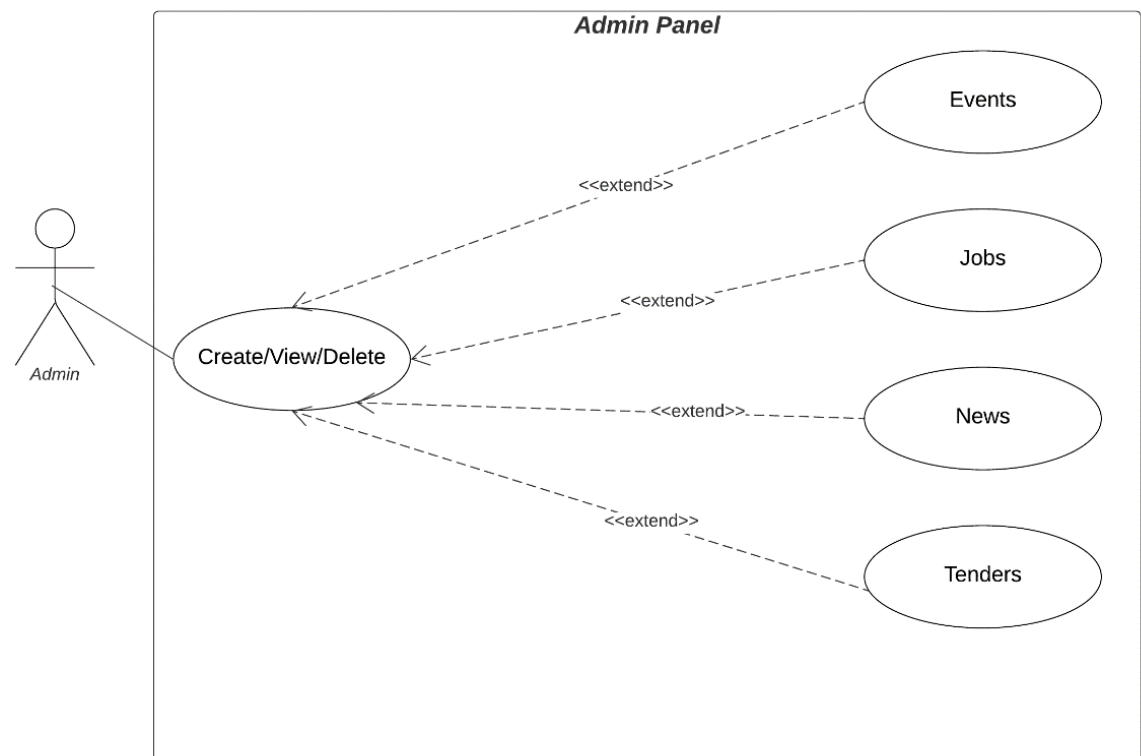 Admin Panel
Events
<<extend>>
Jobs
<<extend>>
Create/View/Delete
Admin
<<extend>>
News
<<extend>>
Tenders